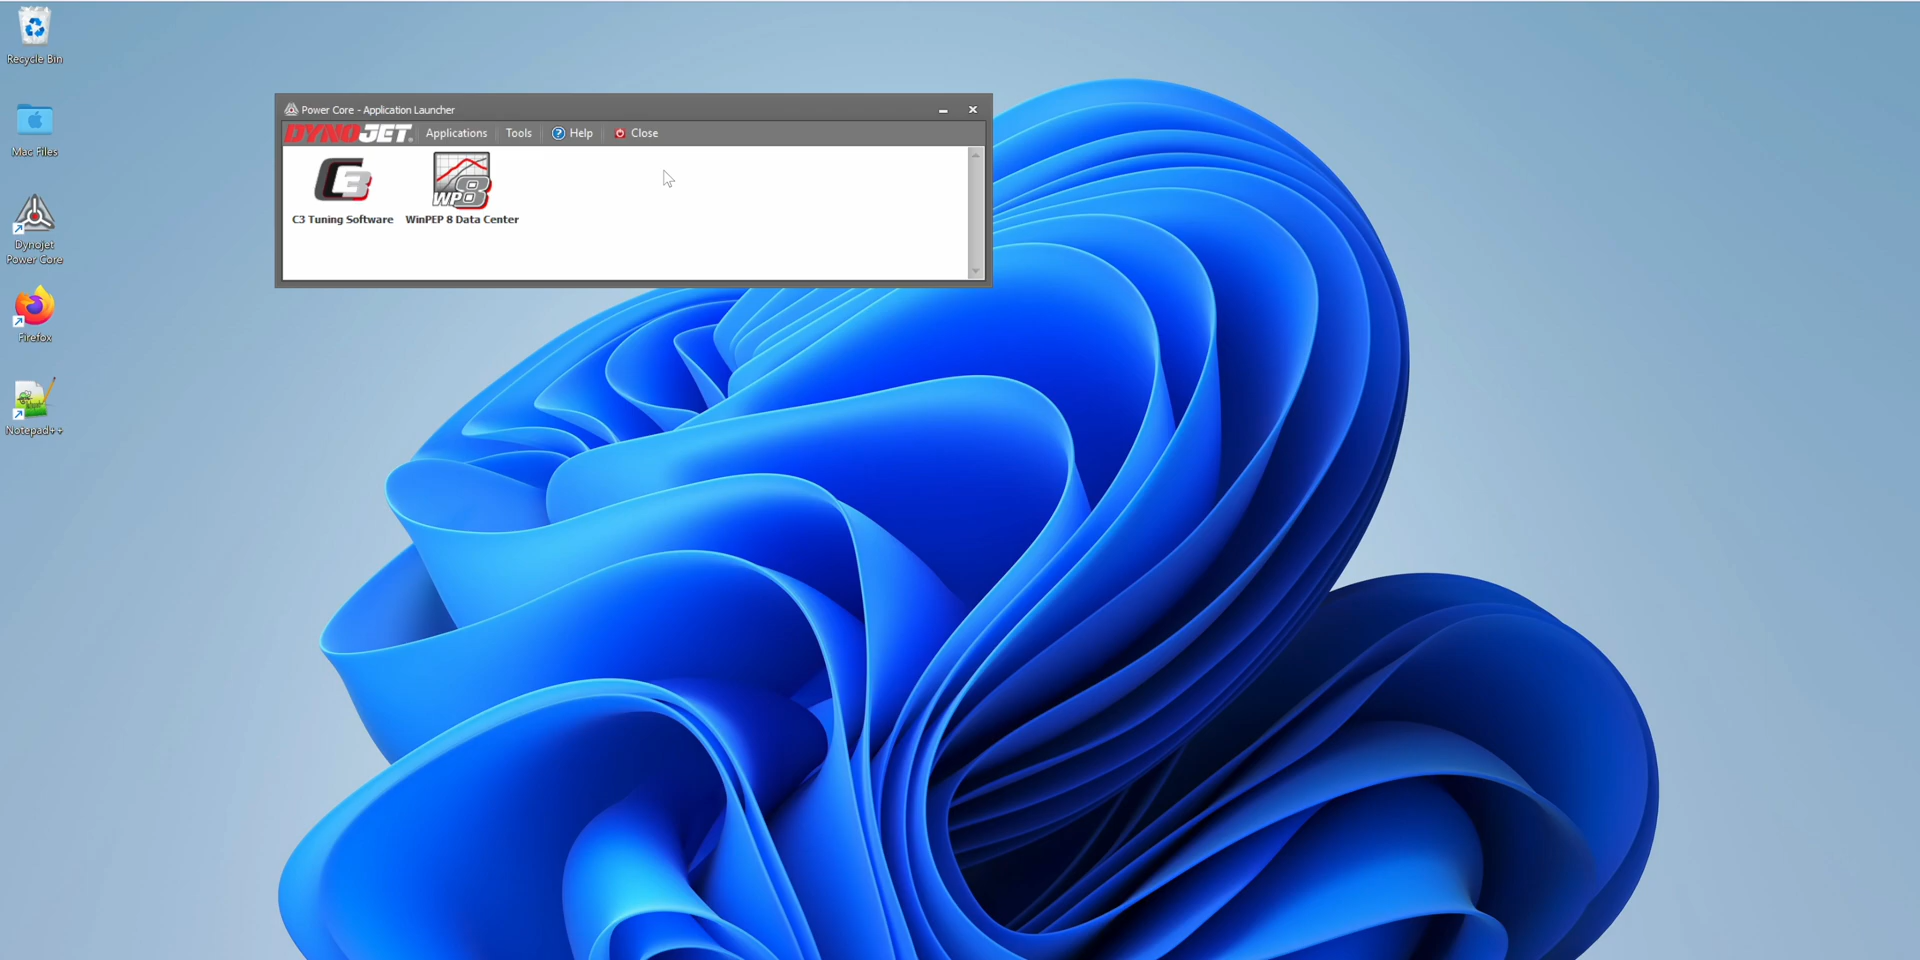 Recycle Bin
Mac Files
Dynojet
Power Core
Firefox
Notepad++
Power Core - Application Launcher
DYNOJET. Applications Tools Help Close
C3
WP8
C3 Tuning Software WinPEP 8 Data Center